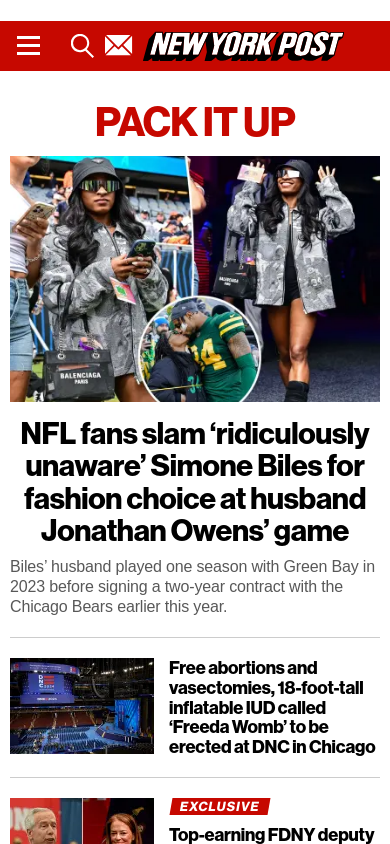 NEW YORK POST
PACK IT UP
BALENCIAGA
PARIS
NFL fans slam ‘ridiculously
unaware’ Simone Biles for
fashion choice at husband
Jonathan Owens’ game
Biles’ husband played one season with Green Bay in
2023 before signing a two-year contract with the
Chicago Bears earlier this year.
Free abortions and
vasectomies, 18-foot-tall
inflatable IUD called
‘Freeda Womb’ to be
erected at DNC in Chicago
EXCLUSIVE
Top-earning FDNY deputy